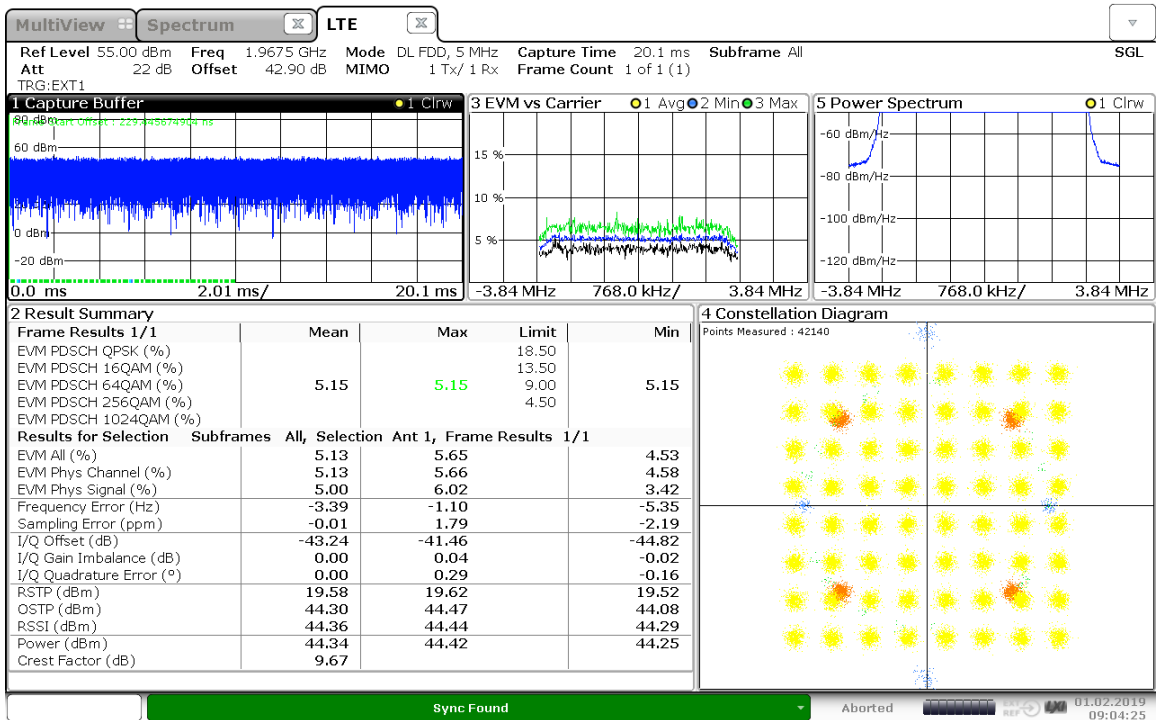 MultiView Spectrum LTE
Ref Level 55.00 dBm Freq 1.9675 GHz Mode DL FDD, 5 MHz Capture Time 20.1 ms Subframe All SGL
Att 22 dB Offset 42.90 dB MIMO 1 Tx/ 1 Rx Frame Count 1 of 1 (1)
TRG:EXT1
1 Capture Buffer 1 Clrw
80 dBm
Frame Start Offset : 229.445674904 ms
60 dBm
0 dBm
-20 dBm
0.0 ms 2.01 ms/ 20.1 ms
3 EVM vs Carrier 1 Avg 2 Min 3 Max
15 %
10 %
5 %
-3.84 MHz 768.0 kHz/ 3.84 MHz
5 Power Spectrum 1 Clrw
-60 dBm/Hz
-80 dBm/Hz
-100 dBm/Hz
-120 dBm/Hz
-3.84 MHz 768.0 kHz/ 3.84 MHz
2 Result Summary
Frame Results 1/1 Mean Max Limit Min
EVM PDSCH QPSK (%) 18.50
EVM PDSCH 16QAM (%) 13.50
EVM PDSCH 64QAM (%) 5.15 5.15 9.00 5.15
EVM PDSCH 256QAM (%) 4.50
EVM PDSCH 1024QAM (%)
Results for Selection Subframes All, Selection Ant 1, Frame Results 1/1
EVM All (%) 5.13 5.65 4.53
EVM Phys Channel (%) 5.13 5.66 4.58
EVM Phys Signal (%) 5.00 6.02 3.42
Frequency Error (Hz) -3.39 -1.10 -5.35
Sampling Error (ppm) -0.01 1.79 -2.19
I/Q Offset (dB) -43.24 -41.46 -44.82
I/Q Gain Imbalance (dB) 0.00 0.04 -0.02
I/Q Quadrature Error (°) 0.00 0.29 -0.16
RSTP (dBm) 19.58 19.62 19.52
OSTP (dBm) 44.30 44.47 44.08
RSSI (dBm) 44.36 44.44 44.29
Power (dBm) 44.34 44.42 44.25
Crest Factor (dB) 9.67
4 Constellation Diagram
Points Measured : 42140
Sync Found
Aborted
EXT REF
LXI
01.02.2019
09:04:25